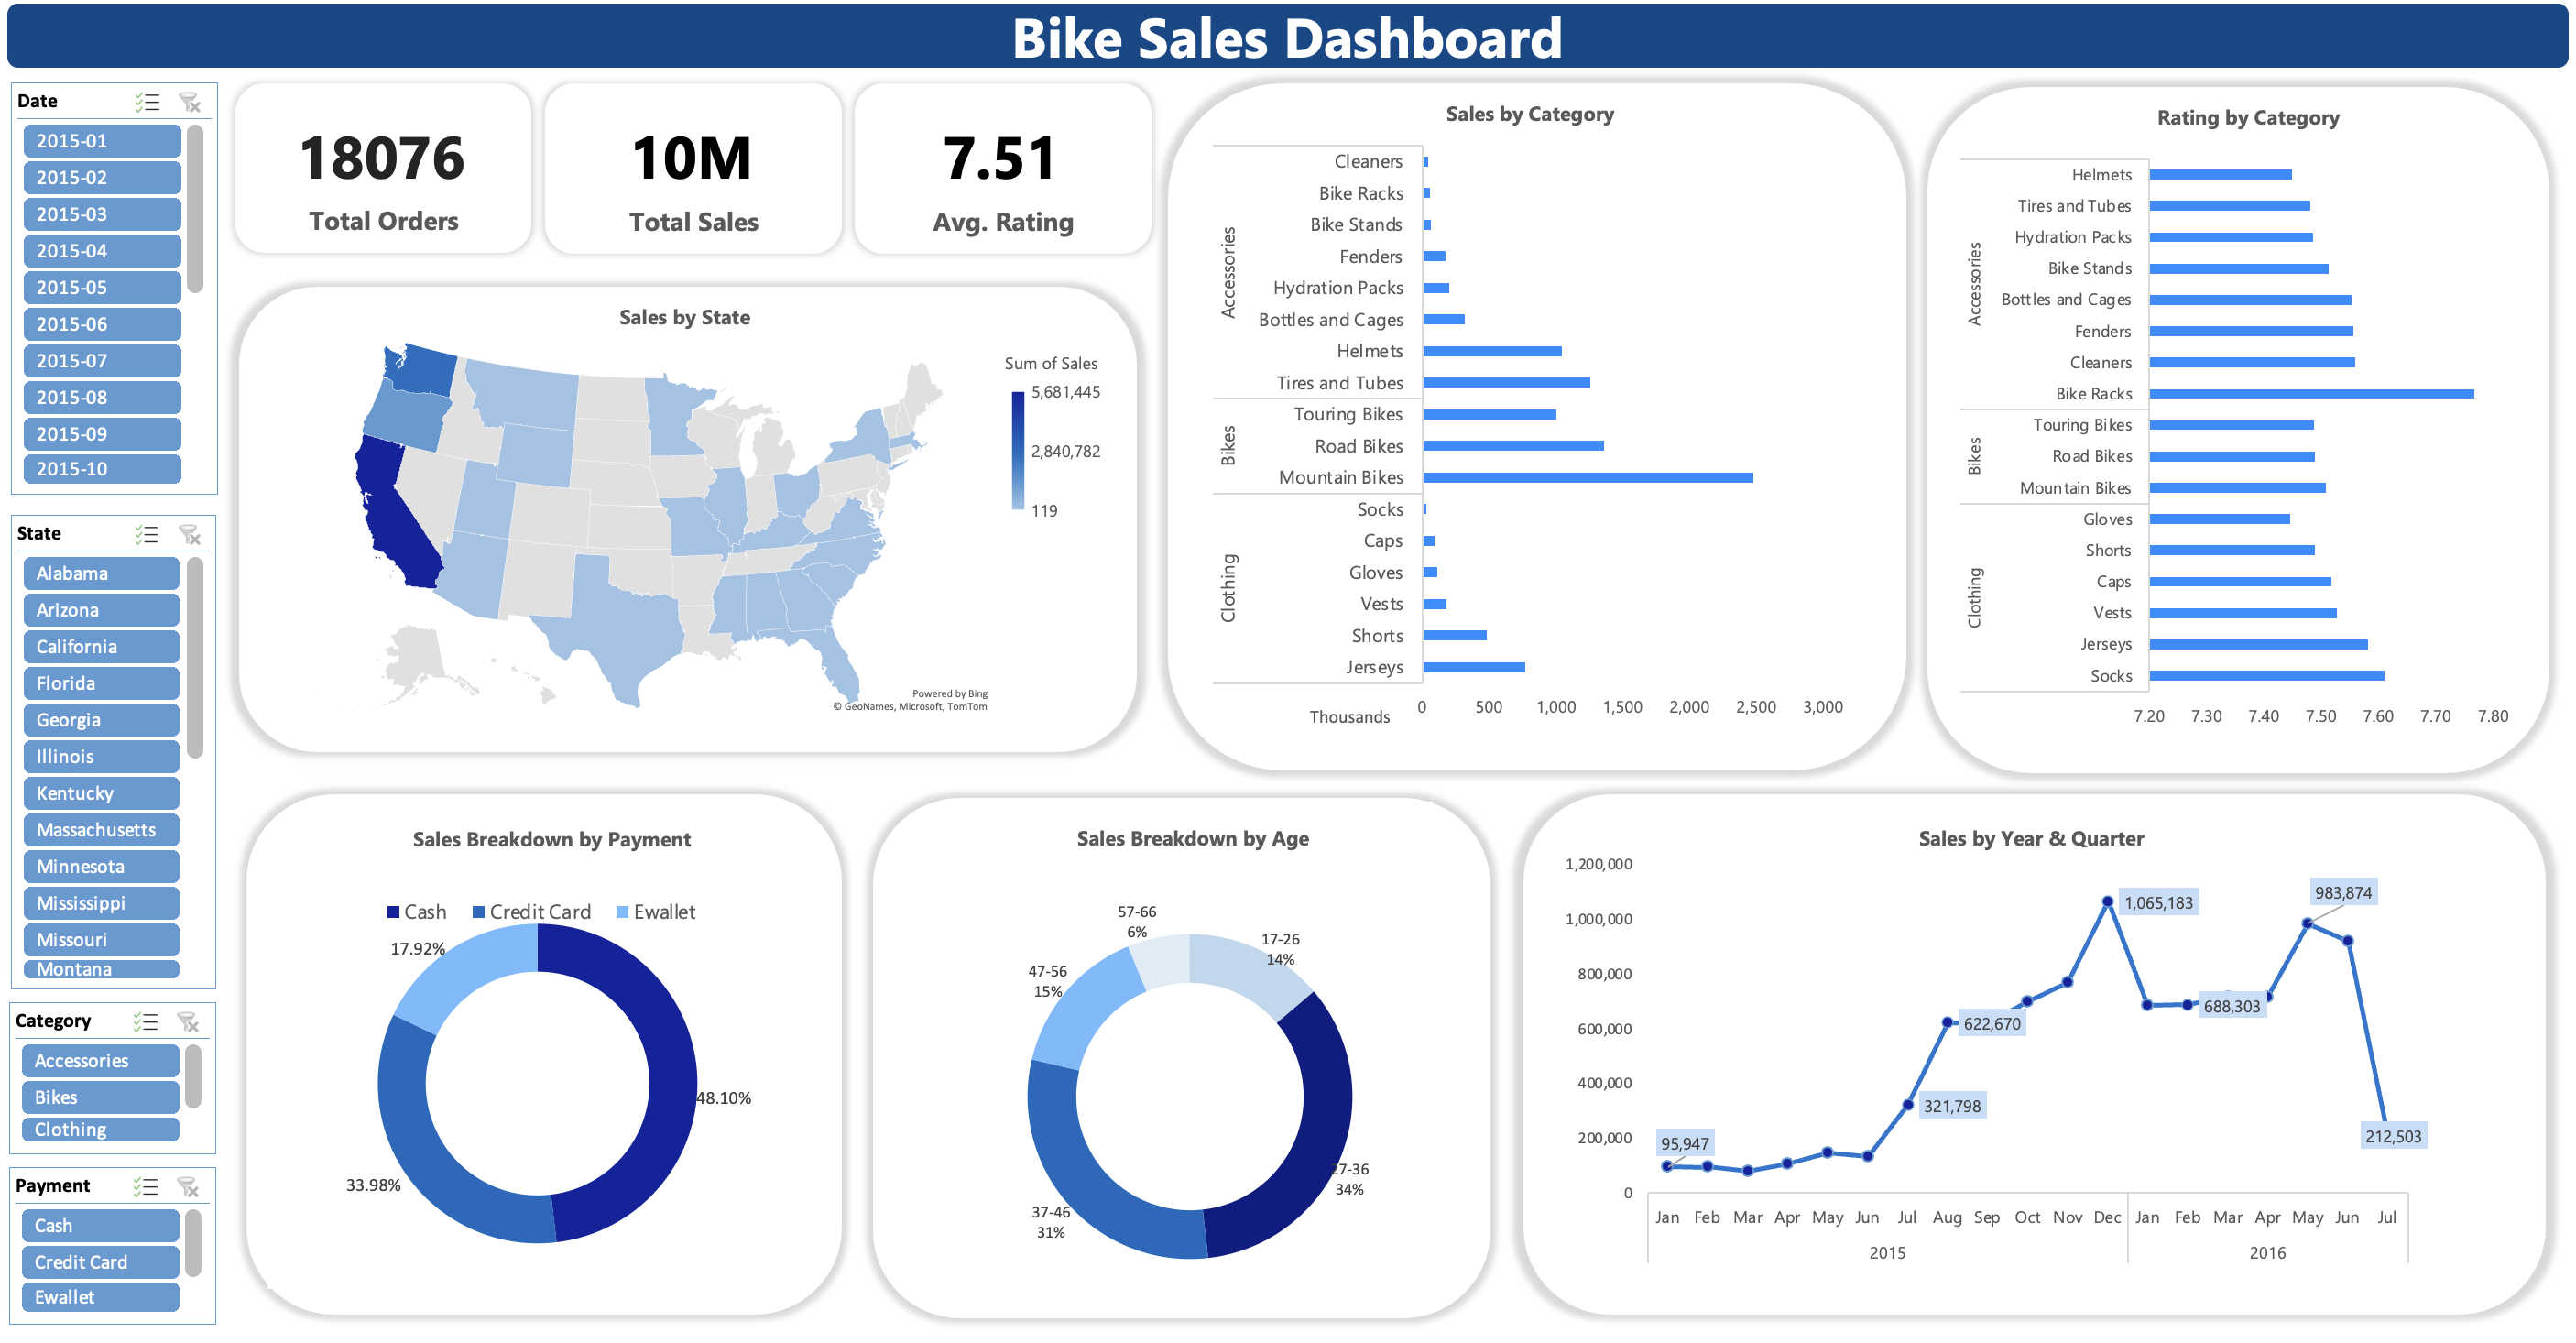 Bike Sales Dashboard
Date
2015-01
2015-02
2015-03
2015-04
2015-05
2015-06
2015-07
2015-08
2015-09
2015-10
State
Alabama
Arizona
California
Florida
Georgia
Illinois
Kentucky
Massachusetts
Minnesota
Mississippi
Missouri
Montana
Category
Accessories
Bikes
Clothing
Payment
Cash
Credit Card
Ewallet
18076
Total Orders
10M
Total Sales
7.51
Avg. Rating
Sales by State
Sum of Sales
5,681,445
2,840,782
119
Powered by Bing
© GeoNames, Microsoft, TomTom
Sales by Category
Accessories
Cleaners
Bike Racks
Bike Stands
Fenders
Hydration Packs
Bottles and Cages
Helmets
Tires and Tubes
Bikes
Touring Bikes
Road Bikes
Mountain Bikes
Clothing
Socks
Caps
Gloves
Vests
Shorts
Jerseys
Thousands
0 500 1,000 1,500 2,000 2,500 3,000
Rating by Category
Accessories
Helmets
Tires and Tubes
Hydration Packs
Bike Stands
Bottles and Cages
Fenders
Cleaners
Bike Racks
Bikes
Touring Bikes
Road Bikes
Mountain Bikes
Clothing
Gloves
Shorts
Caps
Vests
Jerseys
Socks
7.20 7.30 7.40 7.50 7.60 7.70 7.80
Sales Breakdown by Payment
Cash Credit Card Ewallet
17.92%
48.10%
33.98%
Sales Breakdown by Age
57-66
6%
17-26
14%
47-56
15%
27-36
34%
37-46
31%
Sales by Year & Quarter
1,200,000
1,000,000
800,000
600,000
400,000
200,000
0
95,947
321,798
622,670
1,065,183
688,303
983,874
212,503
Jan Feb Mar Apr May Jun Jul Aug Sep Oct Nov Dec Jan Feb Mar Apr May Jun Jul
2015 2016